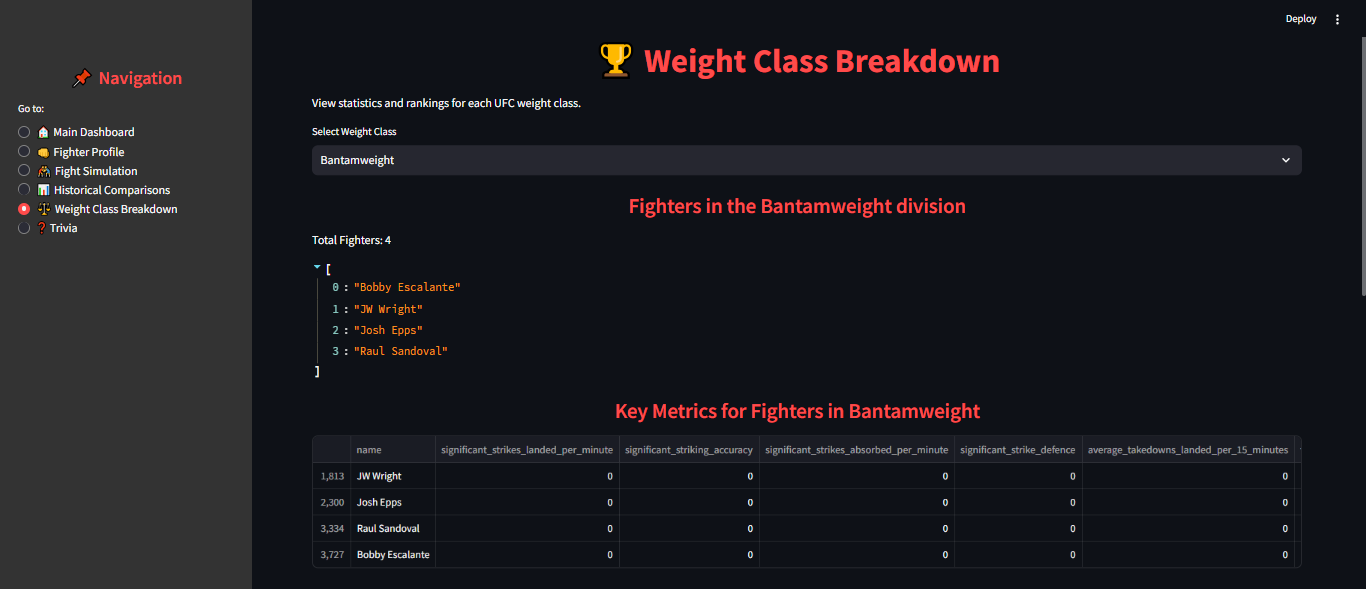 Deploy
Navigation
Go to:
Main Dashboard
Fighter Profile
Fight Simulation
Historical Comparisons
Weight Class Breakdown
Trivia
Weight Class Breakdown
View statistics and rankings for each UFC weight class.
Select Weight Class
Bantamweight
Fighters in the Bantamweight division
Total Fighters: 4
[
0 : "Bobby Escalante"
1 : "JW Wright"
2 : "Josh Epps"
3 : "Raul Sandoval"
]
Key Metrics for Fighters in Bantamweight
name significant_strikes_landed_per_minute significant_striking_accuracy significant_strikes_absorbed_per_minute significant_strike_defence average_takedowns_landed_per_15_minutes
1,813 JW Wright 0 0 0 0 0
2,300 Josh Epps 0 0 0 0 0
3,334 Raul Sandoval 0 0 0 0 0
3,727 Bobby Escalante 0 0 0 0 0